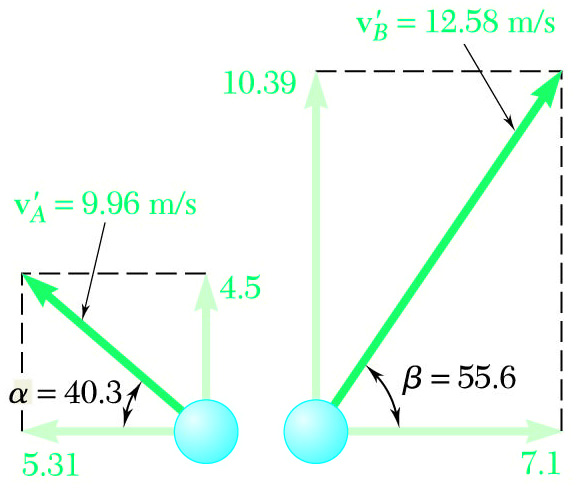 v′B = 12.58 m/s
10.39
v′A = 9.96 m/s
4.5
α = 40.3
β = 55.6
5.31
7.1